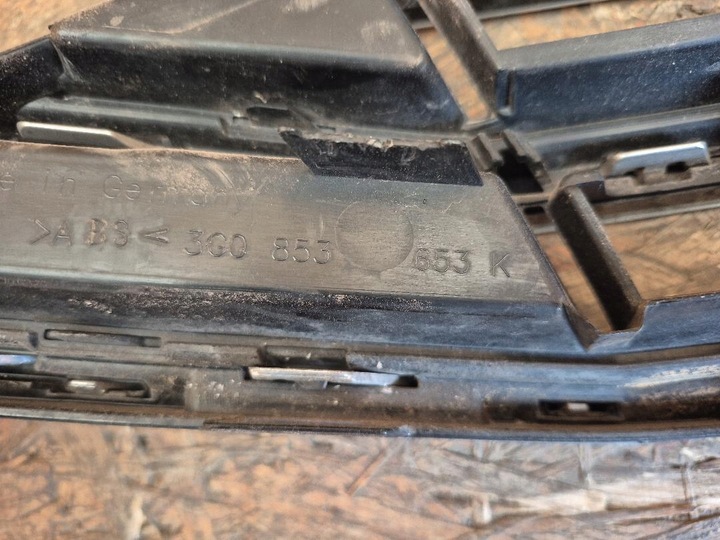 e in Germany
>ABS< 3G0 853 653 K